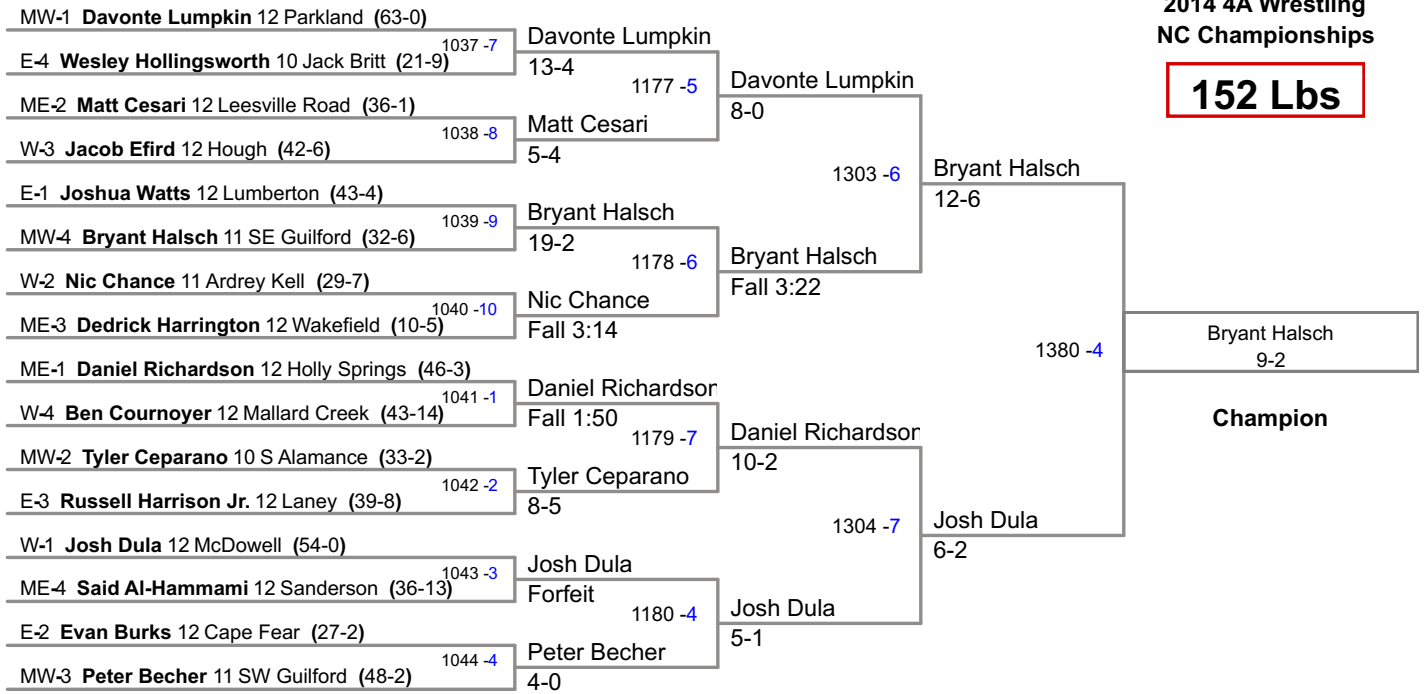 2014 4A Wrestling
NC Championships
152 Lbs
MW-1 Davonte Lumpkin 12 Parkland (63-0)
E-4 Wesley Hollingsworth 10 Jack Britt (21-9)
ME-2 Matt Cesari 12 Leesville Road (36-1)
W-3 Jacob Efird 12 Hough (42-6)
E-1 Joshua Watts 12 Lumberton (43-4)
MW-4 Bryant Halsch 11 SE Guilford (32-6)
W-2 Nic Chance 11 Ardrey Kell (29-7)
ME-3 Dedrick Harrington 12 Wakefield (10-5)
ME-1 Daniel Richardson 12 Holly Springs (46-3)
W-4 Ben Cournoyer 12 Mallard Creek (43-14)
MW-2 Tyler Ceparano 10 S Alamance (33-2)
E-3 Russell Harrison Jr. 12 Laney (39-8)
W-1 Josh Dula 12 McDowell (54-0)
ME-4 Said Al-Hammami 12 Sanderson (36-13)
E-2 Evan Burks 12 Cape Fear (27-2)
MW-3 Peter Becher 11 SW Guilford (48-2)
1037 -7
1038 -8
1039 -9
1040 -10
1041 -1
1042 -2
1043 -3
1044 -4
Davonte Lumpkin
13-4
Matt Cesari
5-4
Bryant Halsch
19-2
Nic Chance
Fall 3:14
Daniel Richardson
Fall 1:50
Tyler Ceparano
8-5
Josh Dula
Forfeit
Peter Becher
4-0
1177 -5
1178 -6
1179 -7
1180 -4
Davonte Lumpkin
8-0
Bryant Halsch
Fall 3:22
Daniel Richardson
10-2
Josh Dula
5-1
1303 -6
1304 -7
Bryant Halsch
12-6
Josh Dula
6-2
1380 -4
Bryant Halsch
9-2
Champion